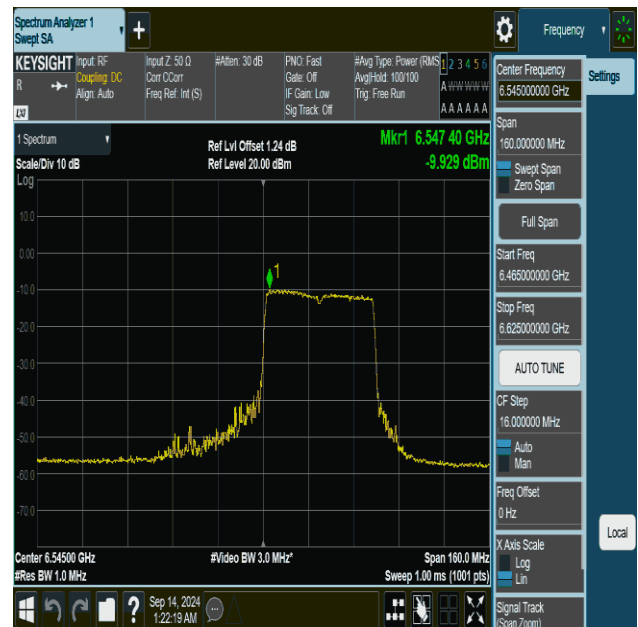 Spectrum Analyzer 1
Swept SA
+
Frequency
KEYSIGHT
R
LXI
Input: RF
Coupling: DC
Align: Auto
Input Z: 50 Ω
Corr CCorr
Freq Ref: Int (S)
#Atten: 30 dB
PNO: Fast
Gate: Off
IF Gain: Low
Sig Track: Off
#Avg Type: Power (RMS
Avg|Hold: 100/100
Trig: Free Run
1 2 3 4 5 6
A W W W W W
A A A A A A
1 Spectrum
Scale/Div 10 dB
Log
Ref Lvl Offset 1.24 dB
Ref Level 20.00 dBm
Mkr1 6.547 40 GHz
-9.929 dBm
10.0
0.00
-10.0
-20.0
-30.0
-40.0
-50.0
-60.0
-70.0
1
Center 6.54500 GHz
#Res BW 1.0 MHz
#Video BW 3.0 MHz*
Span 160.0 MHz
Sweep 1.00 ms (1001 pts)
Center Frequency
6.545000000 GHz
Span
160.000000 MHz
Swept Span
Zero Span
Full Span
Start Freq
6.465000000 GHz
Stop Freq
6.625000000 GHz
AUTO TUNE
CF Step
16.000000 MHz
Auto
Man
Freq Offset
0 Hz
X Axis Scale
Log
Lin
Signal Track
(Span Zoom)
Settings
Local
?
Sep 14, 2024
1:22:19 AM